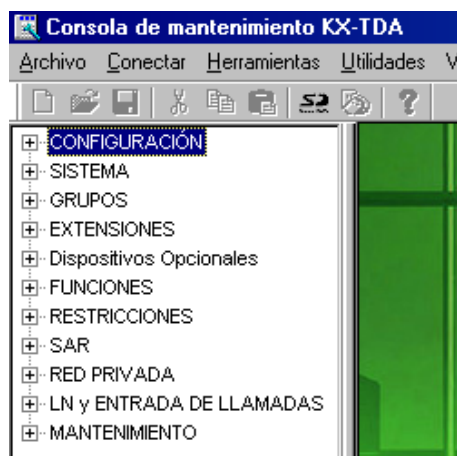 Consola de mantenimiento KX-TDA
Archivo Conectar Herramientas Utilidades V
CONFIGURACIÓN
SISTEMA
GRUPOS
EXTENSIONES
Dispositivos Opcionales
FUNCIONES
RESTRICCIONES
SAR
RED PRIVADA
LN y ENTRADA DE LLAMADAS
MANTENIMIENTO